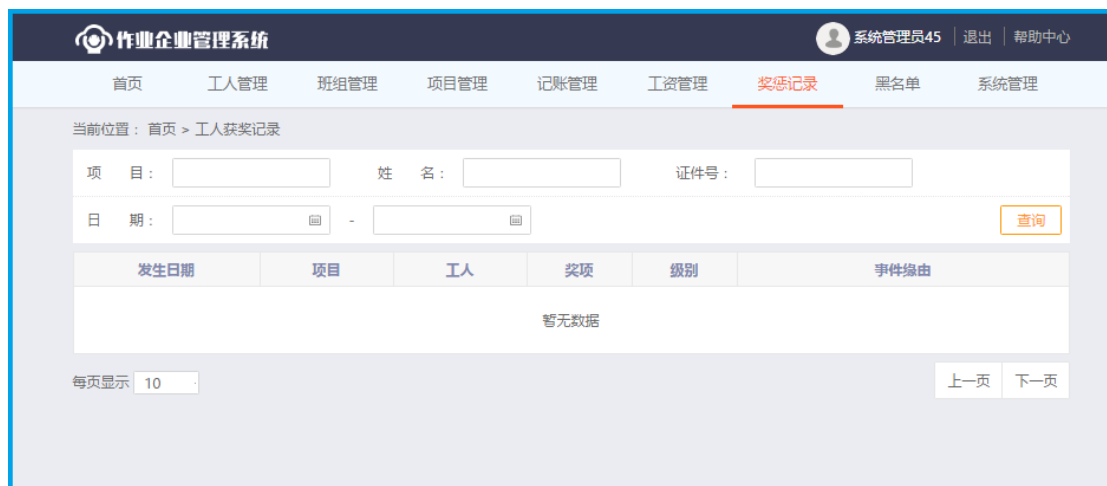 作业企业管理系统 系统管理员45 退出 帮助中心
首页 工人管理 班组管理 项目管理 记账管理 工资管理 奖惩记录 黑名单 系统管理
当前位置： 首页 > 工人获奖记录
项 目： 姓 名： 证件号：
日 期： - 查询
发生日期 项目 工人 奖项 级别 事件缘由
暂无数据
每页显示 10 上一页 下一页